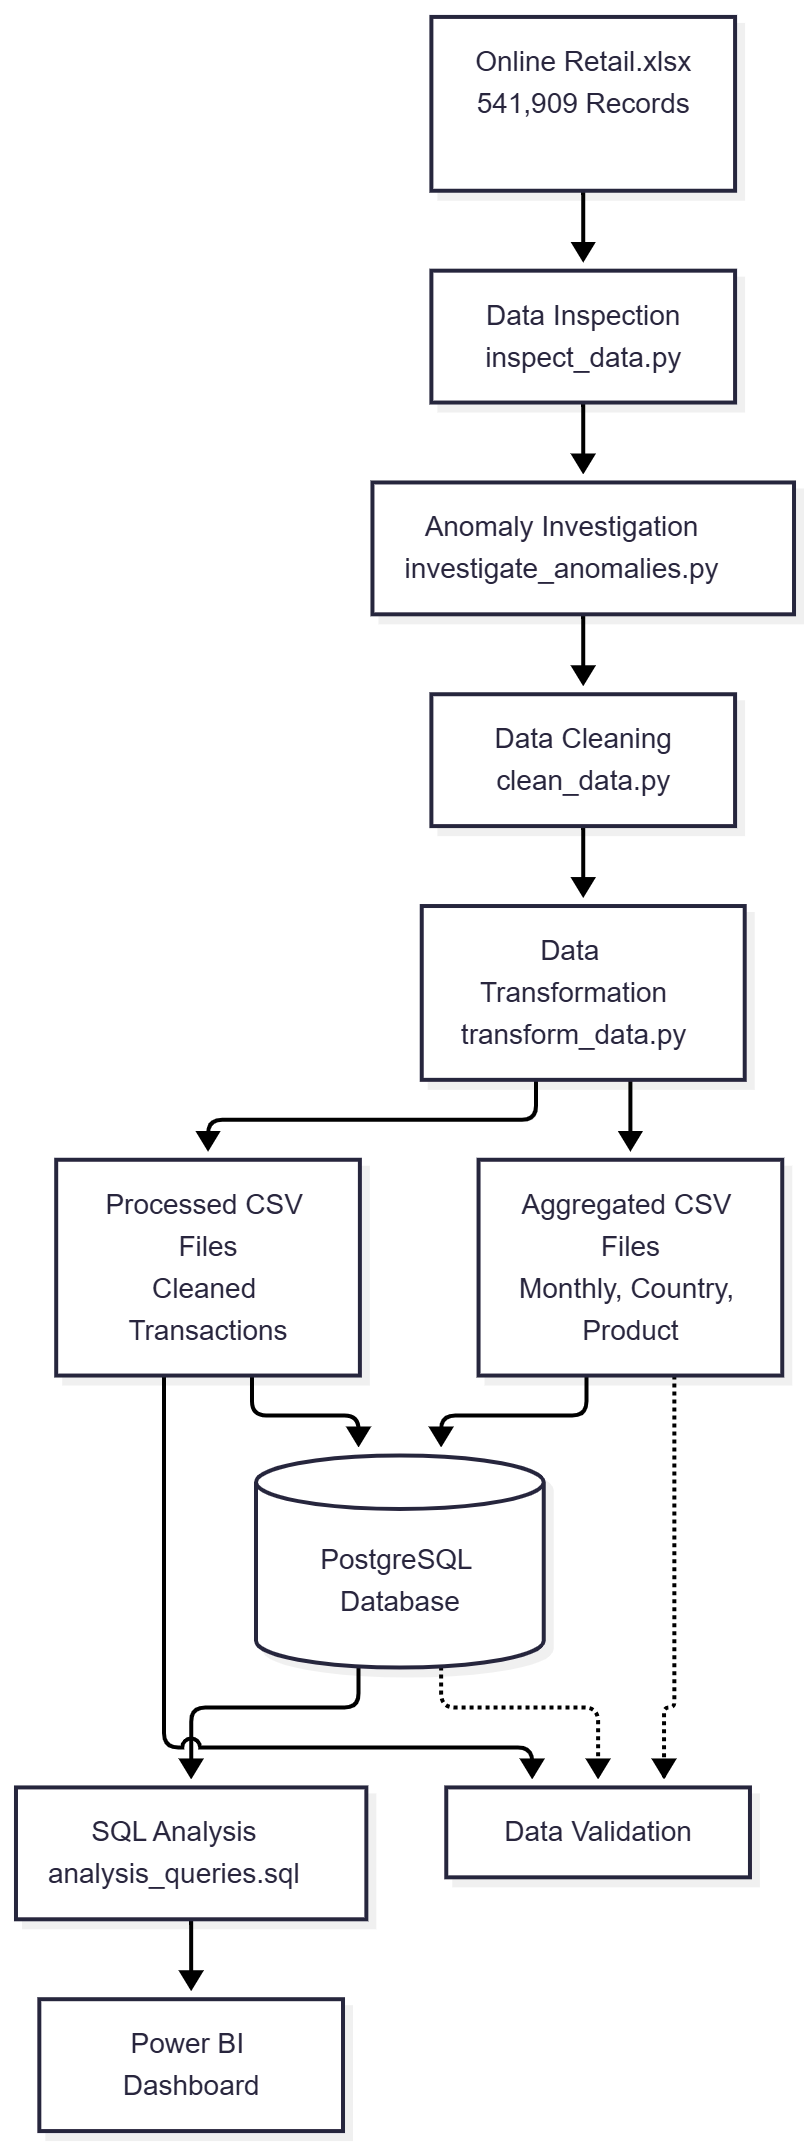 Online Retail.xlsx
541,909 Records
Data Inspection
inspect_data.py
Anomaly Investigation
investigate_anomalies.py
Data Cleaning
clean_data.py
Data
Transformation
transform_data.py
Processed CSV
Files
Cleaned
Transactions
Aggregated CSV
Files
Monthly, Country,
Product
PostgreSQL
Database
SQL Analysis
analysis_queries.sql
Data Validation
Power BI
Dashboard